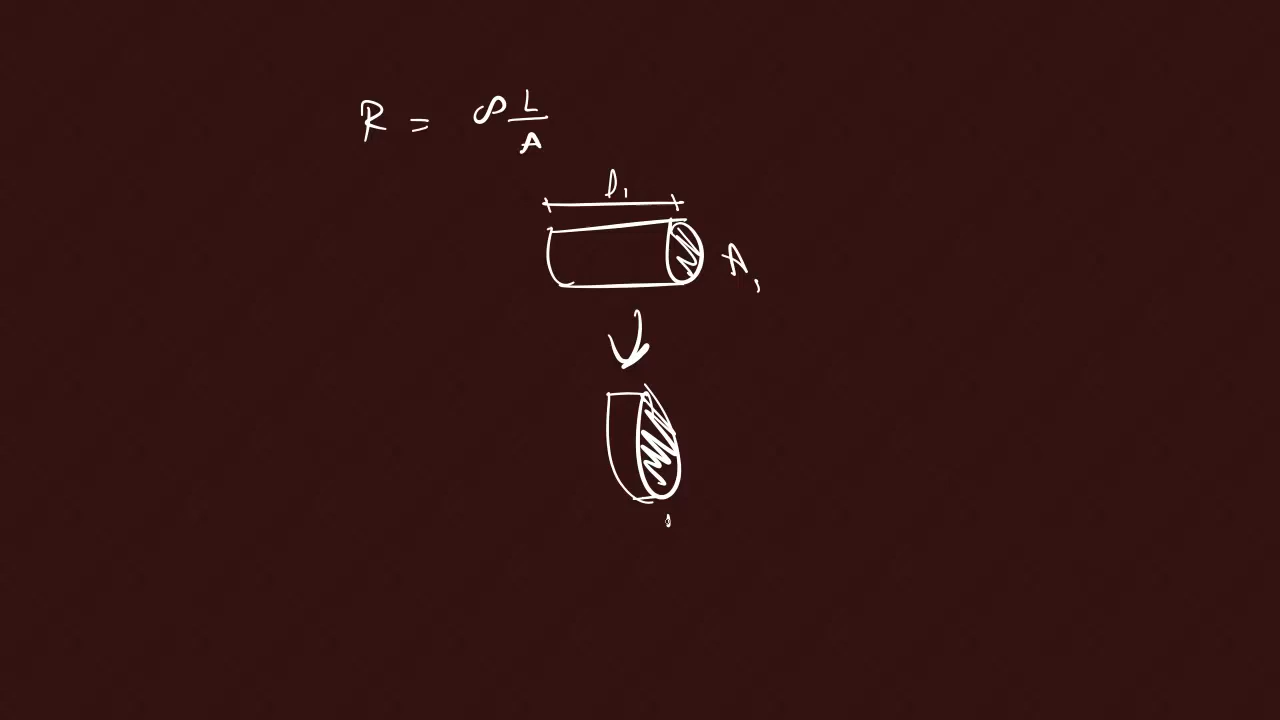 R = ρ L/A
l₁
A₁